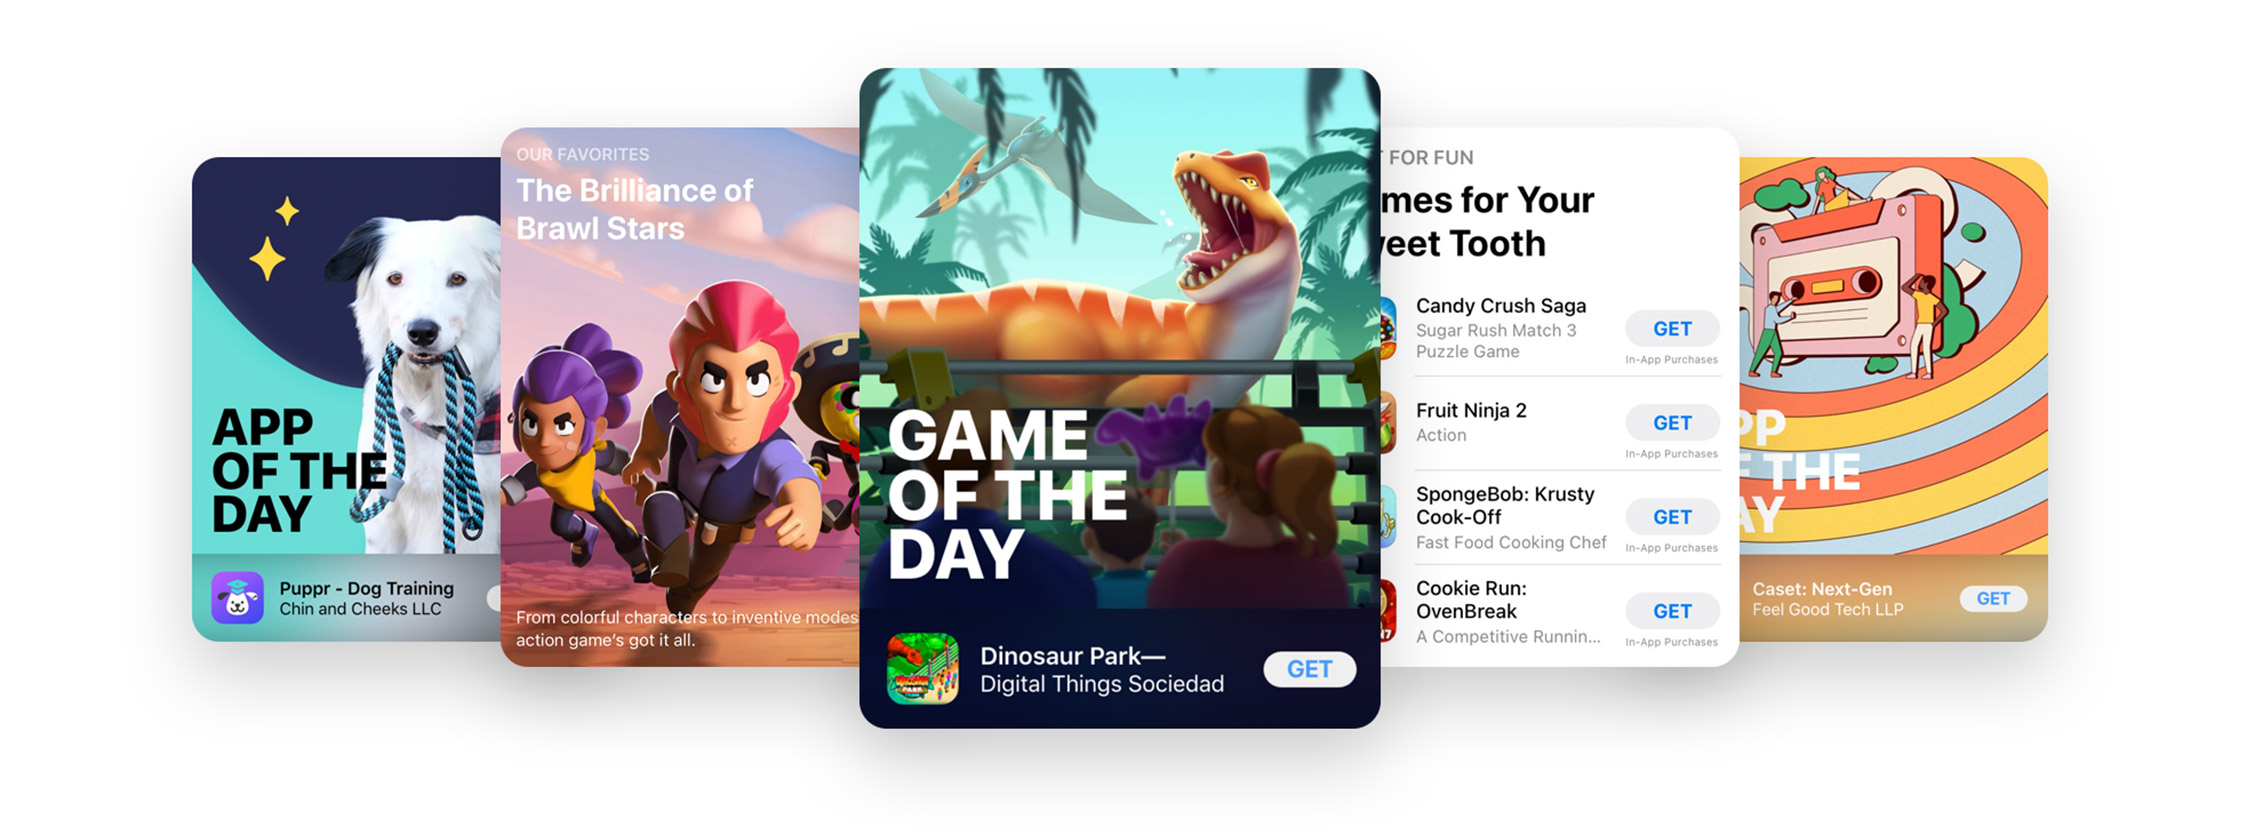 APP
OF THE
DAY
Puppr - Dog Training
Chin and Cheeks LLC
OUR FAVORITES
The Brilliance of
Brawl Stars
From colorful characters to inventive modes
action game's got it all.
GAME
OF THE
DAY
Dinosaur Park—
Digital Things Sociedad
GET
FOR FUN
mes for Your
eet Tooth
Candy Crush Saga
Sugar Rush Match 3
Puzzle Game
GET
In-App Purchases
Fruit Ninja 2
Action
GET
In-App Purchases
SpongeBob: Krusty
Cook-Off
Fast Food Cooking Chef
GET
In-App Purchases
Cookie Run:
OvenBreak
A Competitive Runnin...
GET
In-App Purchases
PP
THE
AY
Caset: Next-Gen
Feel Good Tech LLP
GET